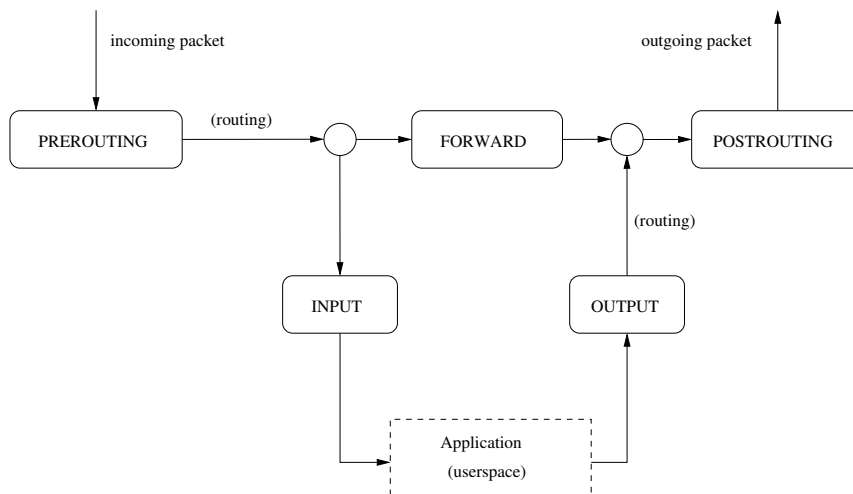 incoming packet
outgoing packet
PREROUTING
(routing)
FORWARD
POSTROUTING
(routing)
INPUT
OUTPUT
Application
(userspace)